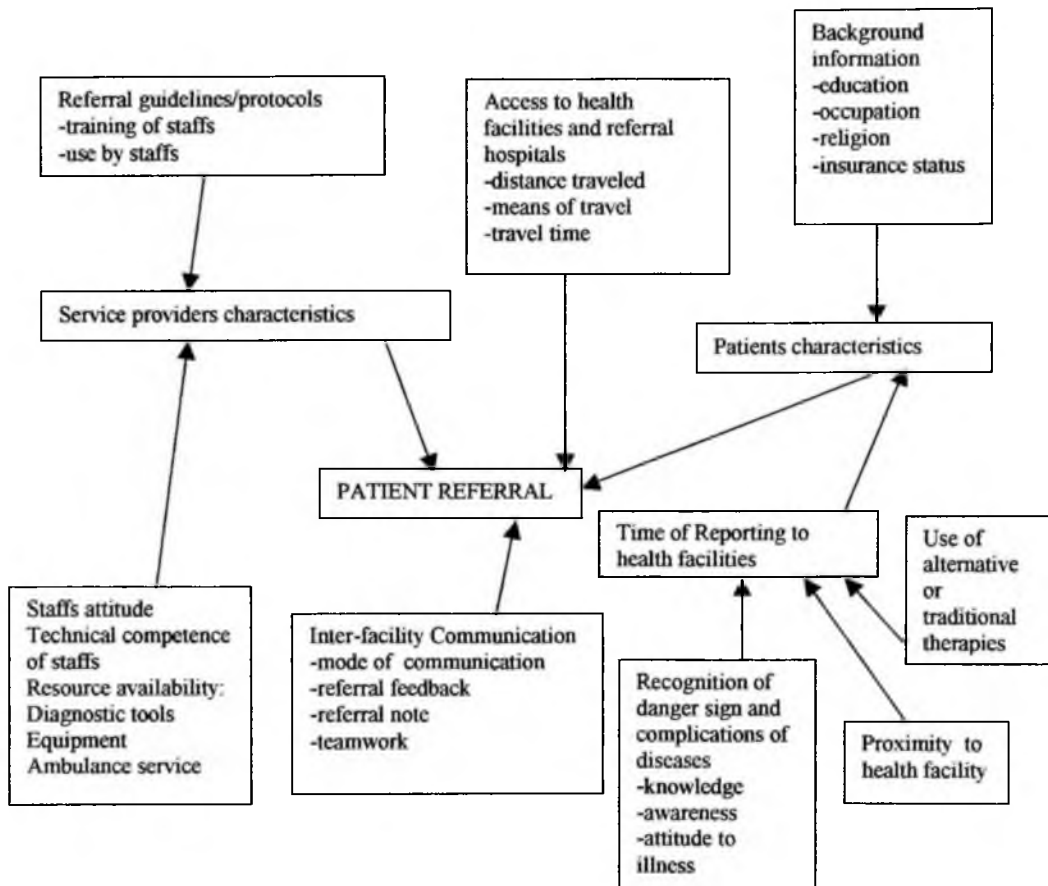 Background
information
-education
-occupation
-religion
-insurance status
Referral guidelines/protocols
-training of staffs
-use by staffs
Access to health
facilities and referral
hospitals
-distance traveled
-means of travel
-travel time
Service providers characteristics
Patients characteristics
PATIENT REFERRAL
Time of Reporting to
health facilities
Use of
alternative
or
traditional
therapies
Staffs attitude
Technical competence
of staffs
Resource availability:
Diagnostic tools
Equipment
Ambulance service
Inter-facility Communication
-mode of communication
-referral feedback
-referral note
-teamwork
Recognition of
danger sign and
complications of
diseases
-knowledge
-awareness
-attitude to
illness
Proximity to
health facility